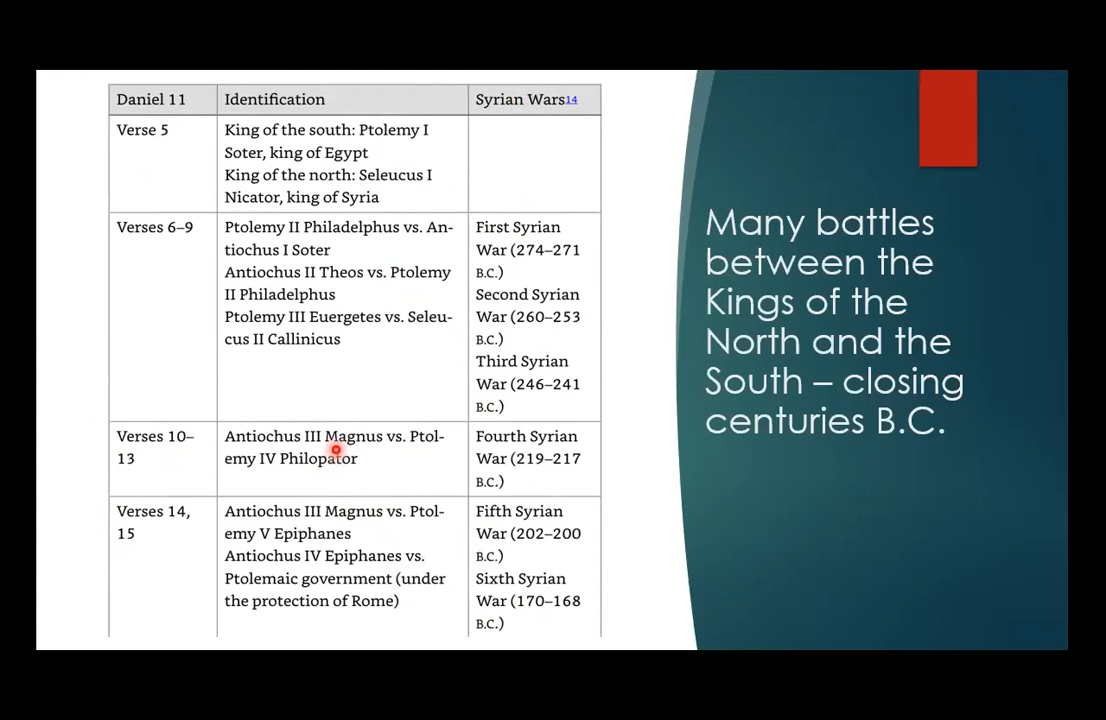 Daniel 11
Identification
Syrian Wars14
Verse 5
King of the south: Ptolemy I
Soter, king of Egypt
King of the north: Seleucus I
Nicator, king of Syria
Verses 6–9
Ptolemy II Philadelphus vs. An-
tiochus I Soter
Antiochus II Theos vs. Ptolemy
II Philadelphus
Ptolemy III Euergetes vs. Seleu-
cus II Callinicus
First Syrian
War (274–271
B.C.)
Second Syrian
War (260–253
B.C.)
Third Syrian
War (246–241
B.C.)
Verses 10–
13
Antiochus III Magnus vs. Ptol-
emy IV Philopator
Fourth Syrian
War (219–217
B.C.)
Verses 14,
15
Antiochus III Magnus vs. Ptol-
emy V Epiphanes
Antiochus IV Epiphanes vs.
Ptolemaic government (under
the protection of Rome)
Fifth Syrian
War (202–200
B.C.)
Sixth Syrian
War (170–168
B.C.)
Many battles
between the
Kings of the
North and the
South – closing
centuries B.C.